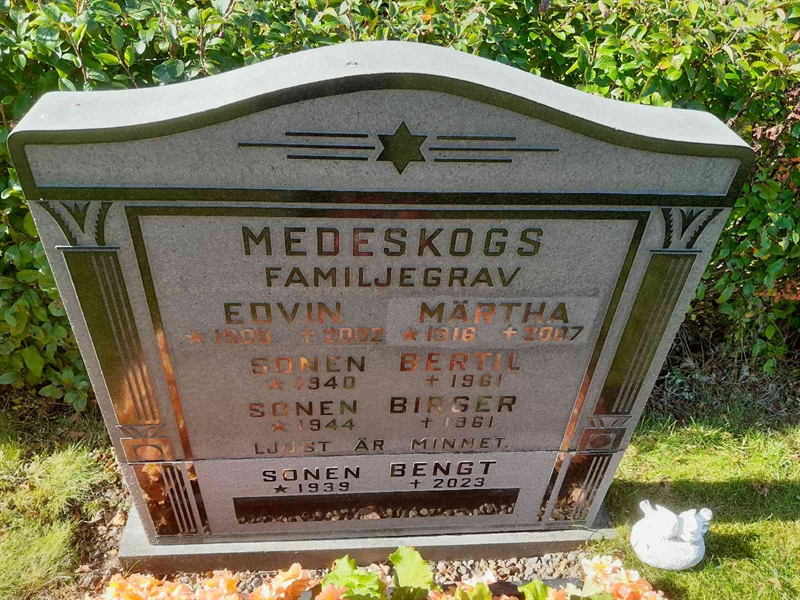 MEDESKOGS
FAMILJEGRAV
EDVIN MÄRTHA
✶ 1908 ✝ 2002 ✶ 1916 ✝ 2007
SONEN BERTIL
✶ 1940 ✝ 1961
SONEN BIRGER
✶ 1944 ✝ 1961
LJUST ÄR MINNET.
SONEN BENGT
✶ 1939 ✝ 2023